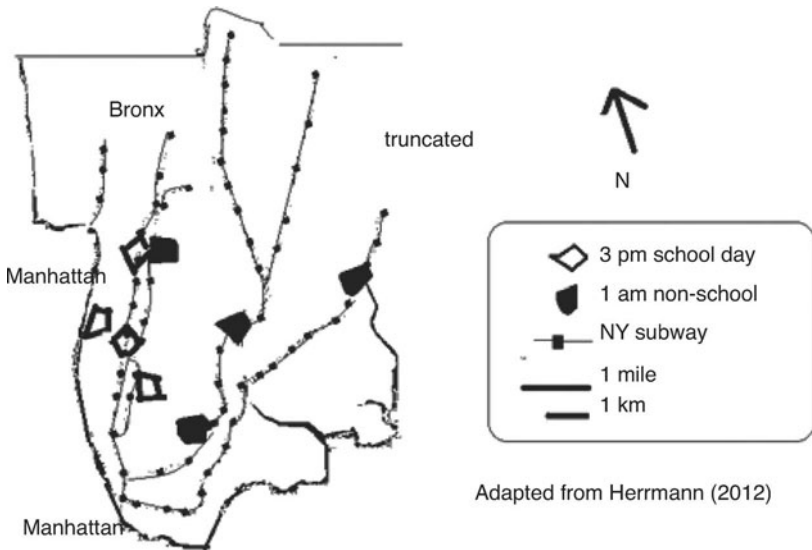 Bronx
truncated
N
Manhattan
3 pm school day
1 am non-school
NY subway
1 mile
1 km
Adapted from Herrmann (2012)
Manhattan